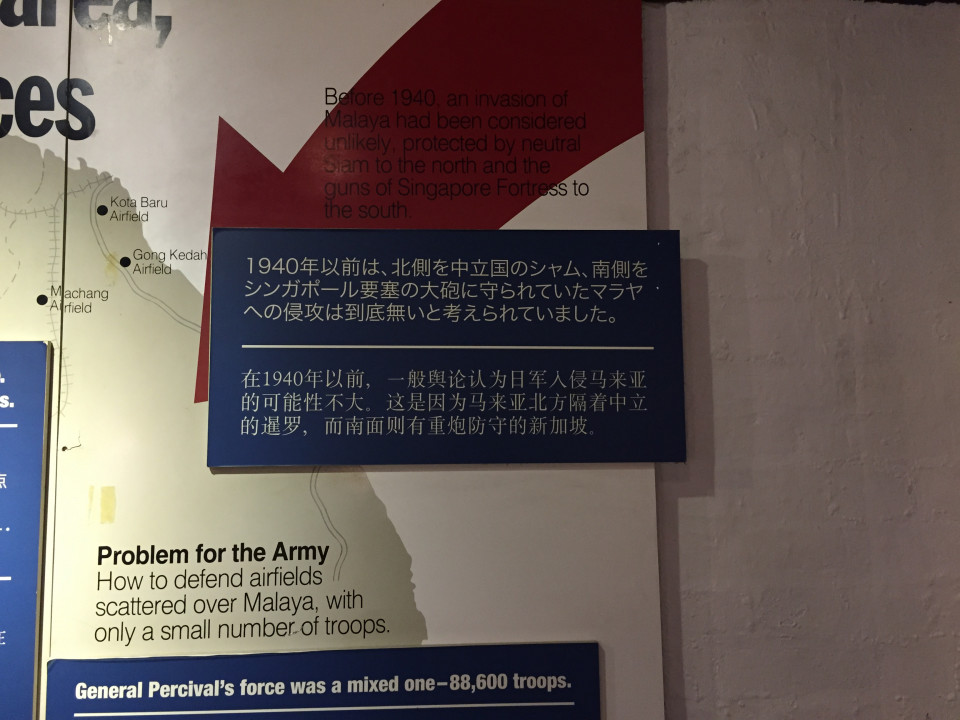 area,
ces
Before 1940, an invasion of
Malaya had been considered
unlikely, protected by neutral
Siam to the north and the
guns of Singapore Fortress to
the south.
Kota Baru
Airfield
Gong Kedah
Airfield
Machang
Airfield
1940年以前は、北側を中立国のシャム、南側を
シンガポール要塞の大砲に守られていたマラヤ
への侵攻は到底無いと考えられていました。
在1940年以前，一般舆论认为日军入侵马来亚
的可能性不大。这是因为马来亚北方隔着中立
的暹罗，而南面则有重炮防守的新加坡。
s.
点
Problem for the Army
How to defend airfields
scattered over Malaya, with
only a small number of troops.
General Percival's force was a mixed one–88,600 troops.